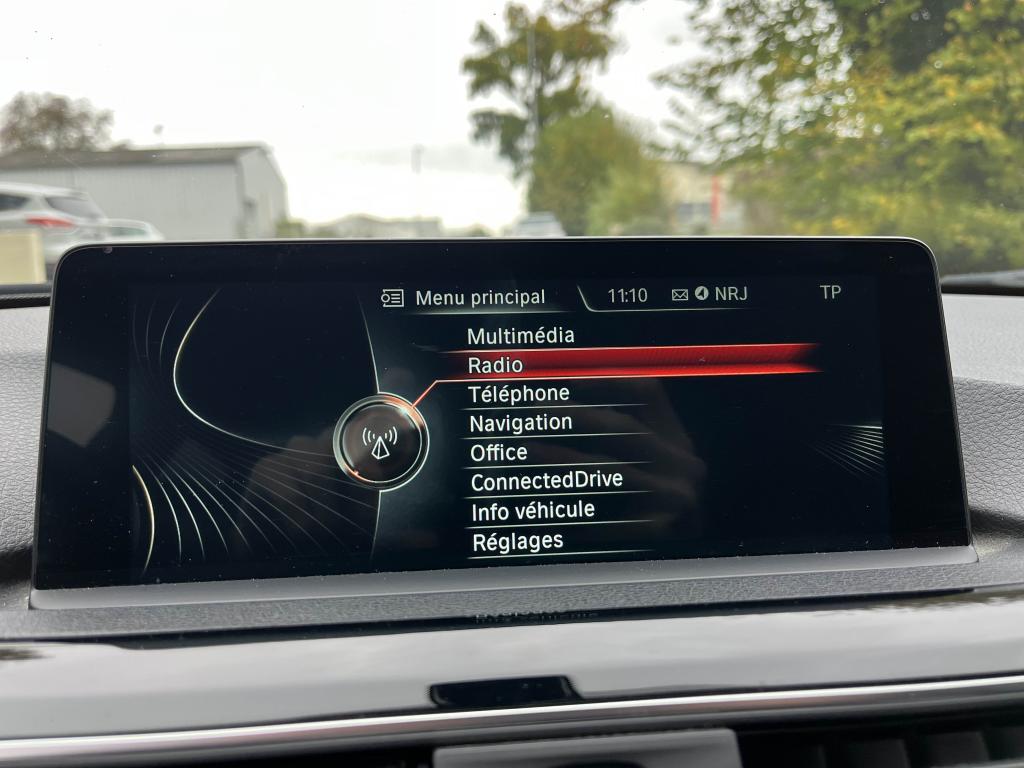 Menu principal 11:10 NRJ TP
Multimédia
Radio
Téléphone
Navigation
Office
ConnectedDrive
Info véhicule
Réglages